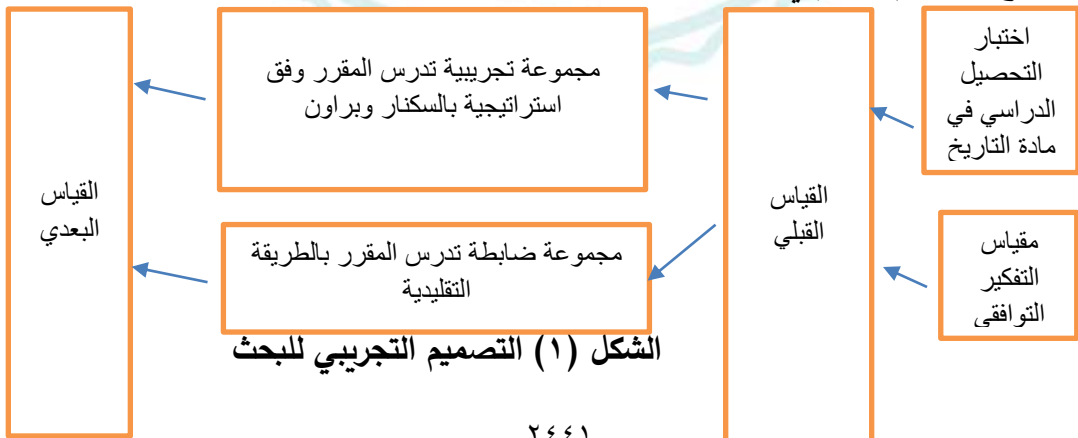 اختبار
التحصيل
الدراسي في
مادة التاريخ
مقياس
التفكير
التوافقي
القياس
القبلي
مجموعة تجريبية تدرس المقرر وفق
استراتيجية بالسكنار وبراون
مجموعة ضابطة تدرس المقرر بالطريقة
التقليدية
القياس
البعدي
الشكل (١) التصميم التجريبي للبحث
٢٤٤١